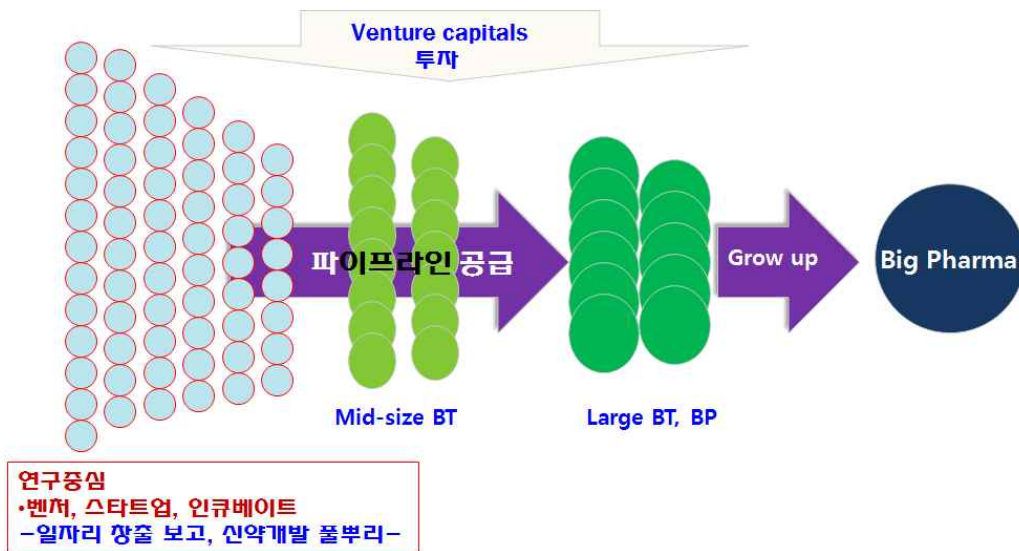 Venture capitals
투자
파이프라인 공급
Grow up
Big Pharma
Mid-size BT
Large BT, BP
연구중심
•벤처, 스타트업, 인큐베이트
-일자리 창출 보고, 신약개발 풀뿌리-